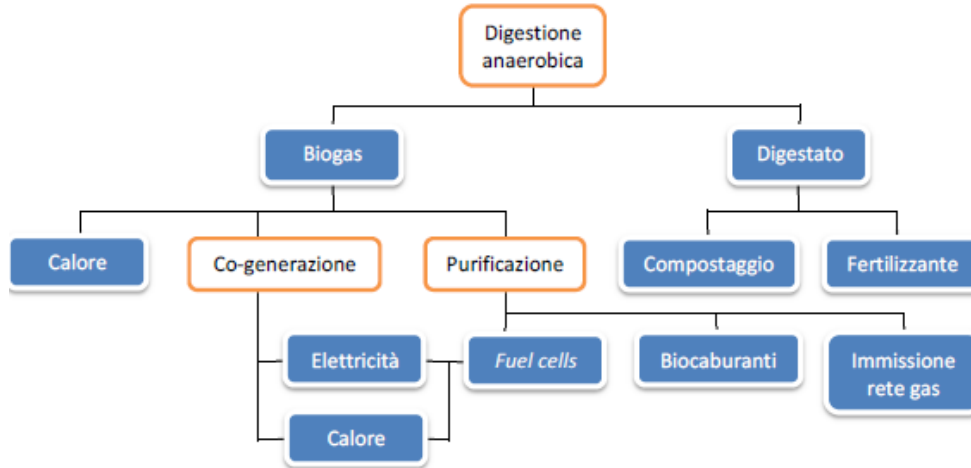 Digestione
anaerobica
Biogas
Digestato
Calore
Co-generazione
Purificazione
Compostaggio
Fertilizzante
Elettricità
Fuel cells
Biocaburanti
Immissione
rete gas
Calore